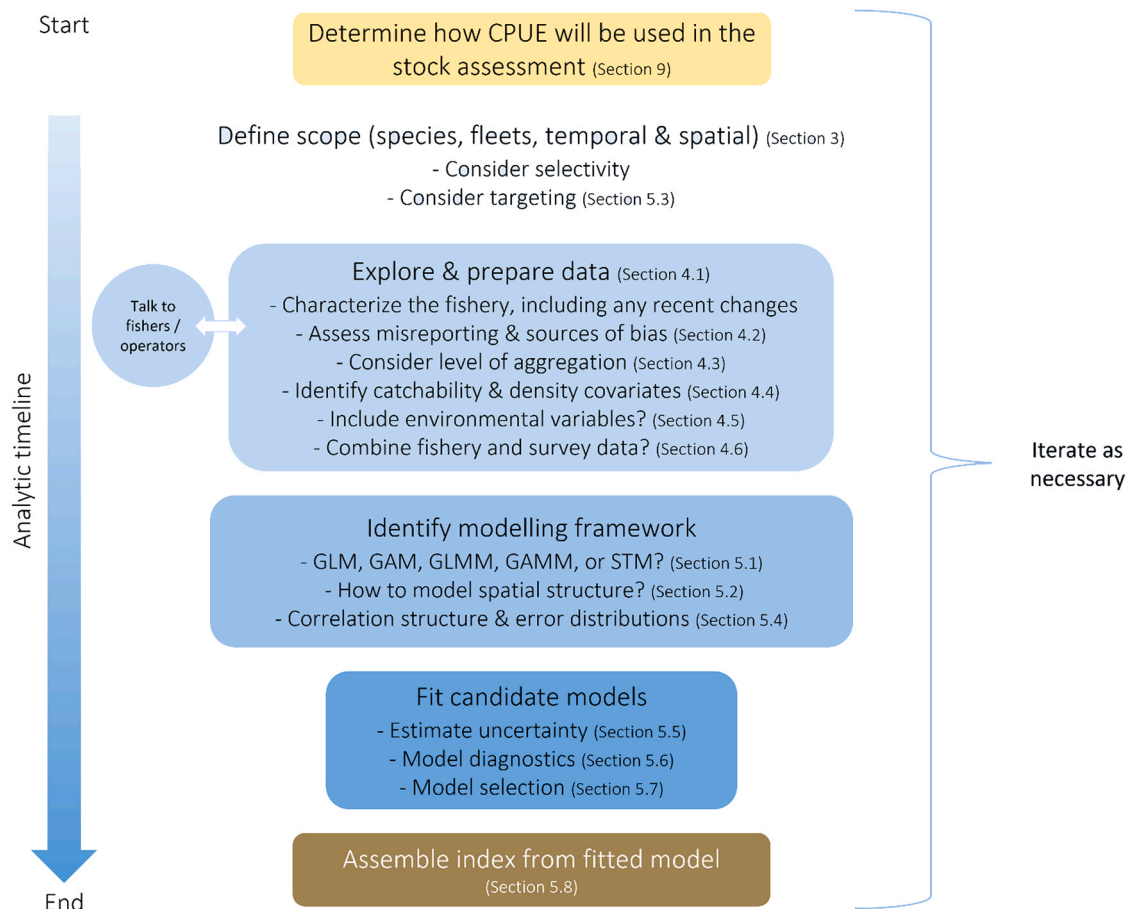 Start
Determine how CPUE will be used in the
stock assessment (Section 9)
Define scope (species, fleets, temporal & spatial) (Section 3)
- Consider selectivity
- Consider targeting (Section 5.3)
Explore & prepare data (Section 4.1)
- Characterize the fishery, including any recent changes
- Assess misreporting & sources of bias (Section 4.2)
- Consider level of aggregation (Section 4.3)
- Identify catchability & density covariates (Section 4.4)
- Include environmental variables? (Section 4.5)
- Combine fishery and survey data? (Section 4.6)
Talk to
fishers /
operators
Identify modelling framework
- GLM, GAM, GLMM, GAMM, or STM? (Section 5.1)
- How to model spatial structure? (Section 5.2)
- Correlation structure & error distributions (Section 5.4)
Fit candidate models
- Estimate uncertainty (Section 5.5)
- Model diagnostics (Section 5.6)
- Model selection (Section 5.7)
Assemble index from fitted model
(Section 5.8)
Analytic timeline
End
Iterate as
necessary